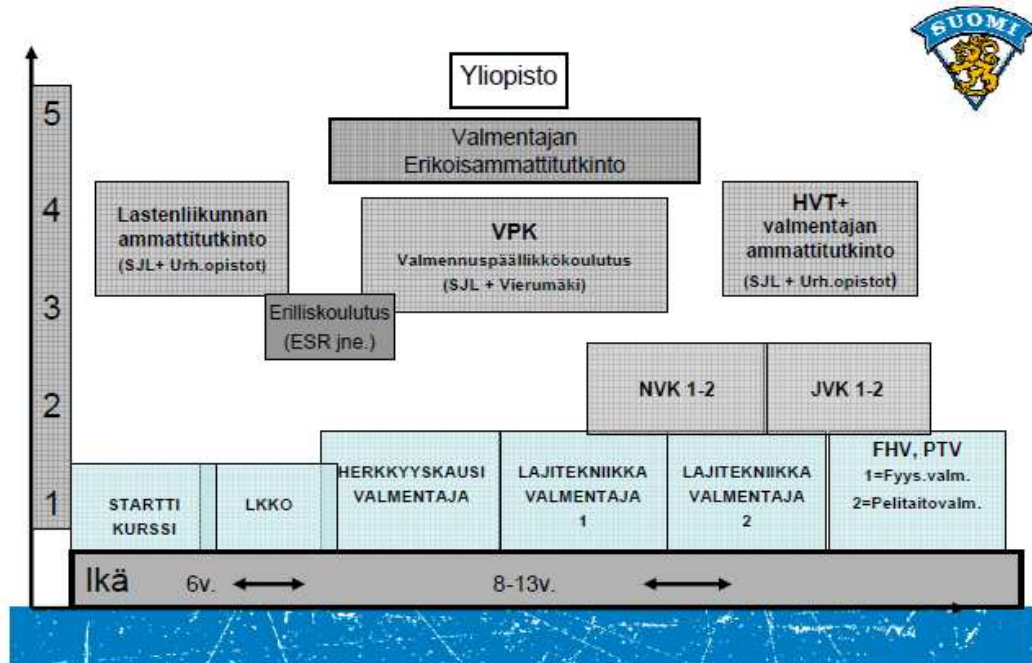 SUOMI
Yliopisto
5
Valmentajan
Erikoisammattitutkinto
4
Lastenliikunnan
ammattitutkinto
(SJL+ Urh.opistot)
VPK
Valmennuspäällikkökoulutus
(SJL + Vierumäki)
HVT+
valmentajan
ammattitutkinto
(SJL + Urh.opistot)
3
Erilliskoulutus
(ESR jne.)
2
NVK 1-2
JVK 1-2
1
STARTTI
KURSSI
LKKO
HERKKYYSKAUSI
VALMENTAJA
LAJITEKNIIKKA
VALMENTAJA
1
LAJITEKNIIKKA
VALMENTAJA
2
FHV, PTV
1=Fyys.valm.
2=Pelitaitovalm.
Ikä
6v.
8-13v.